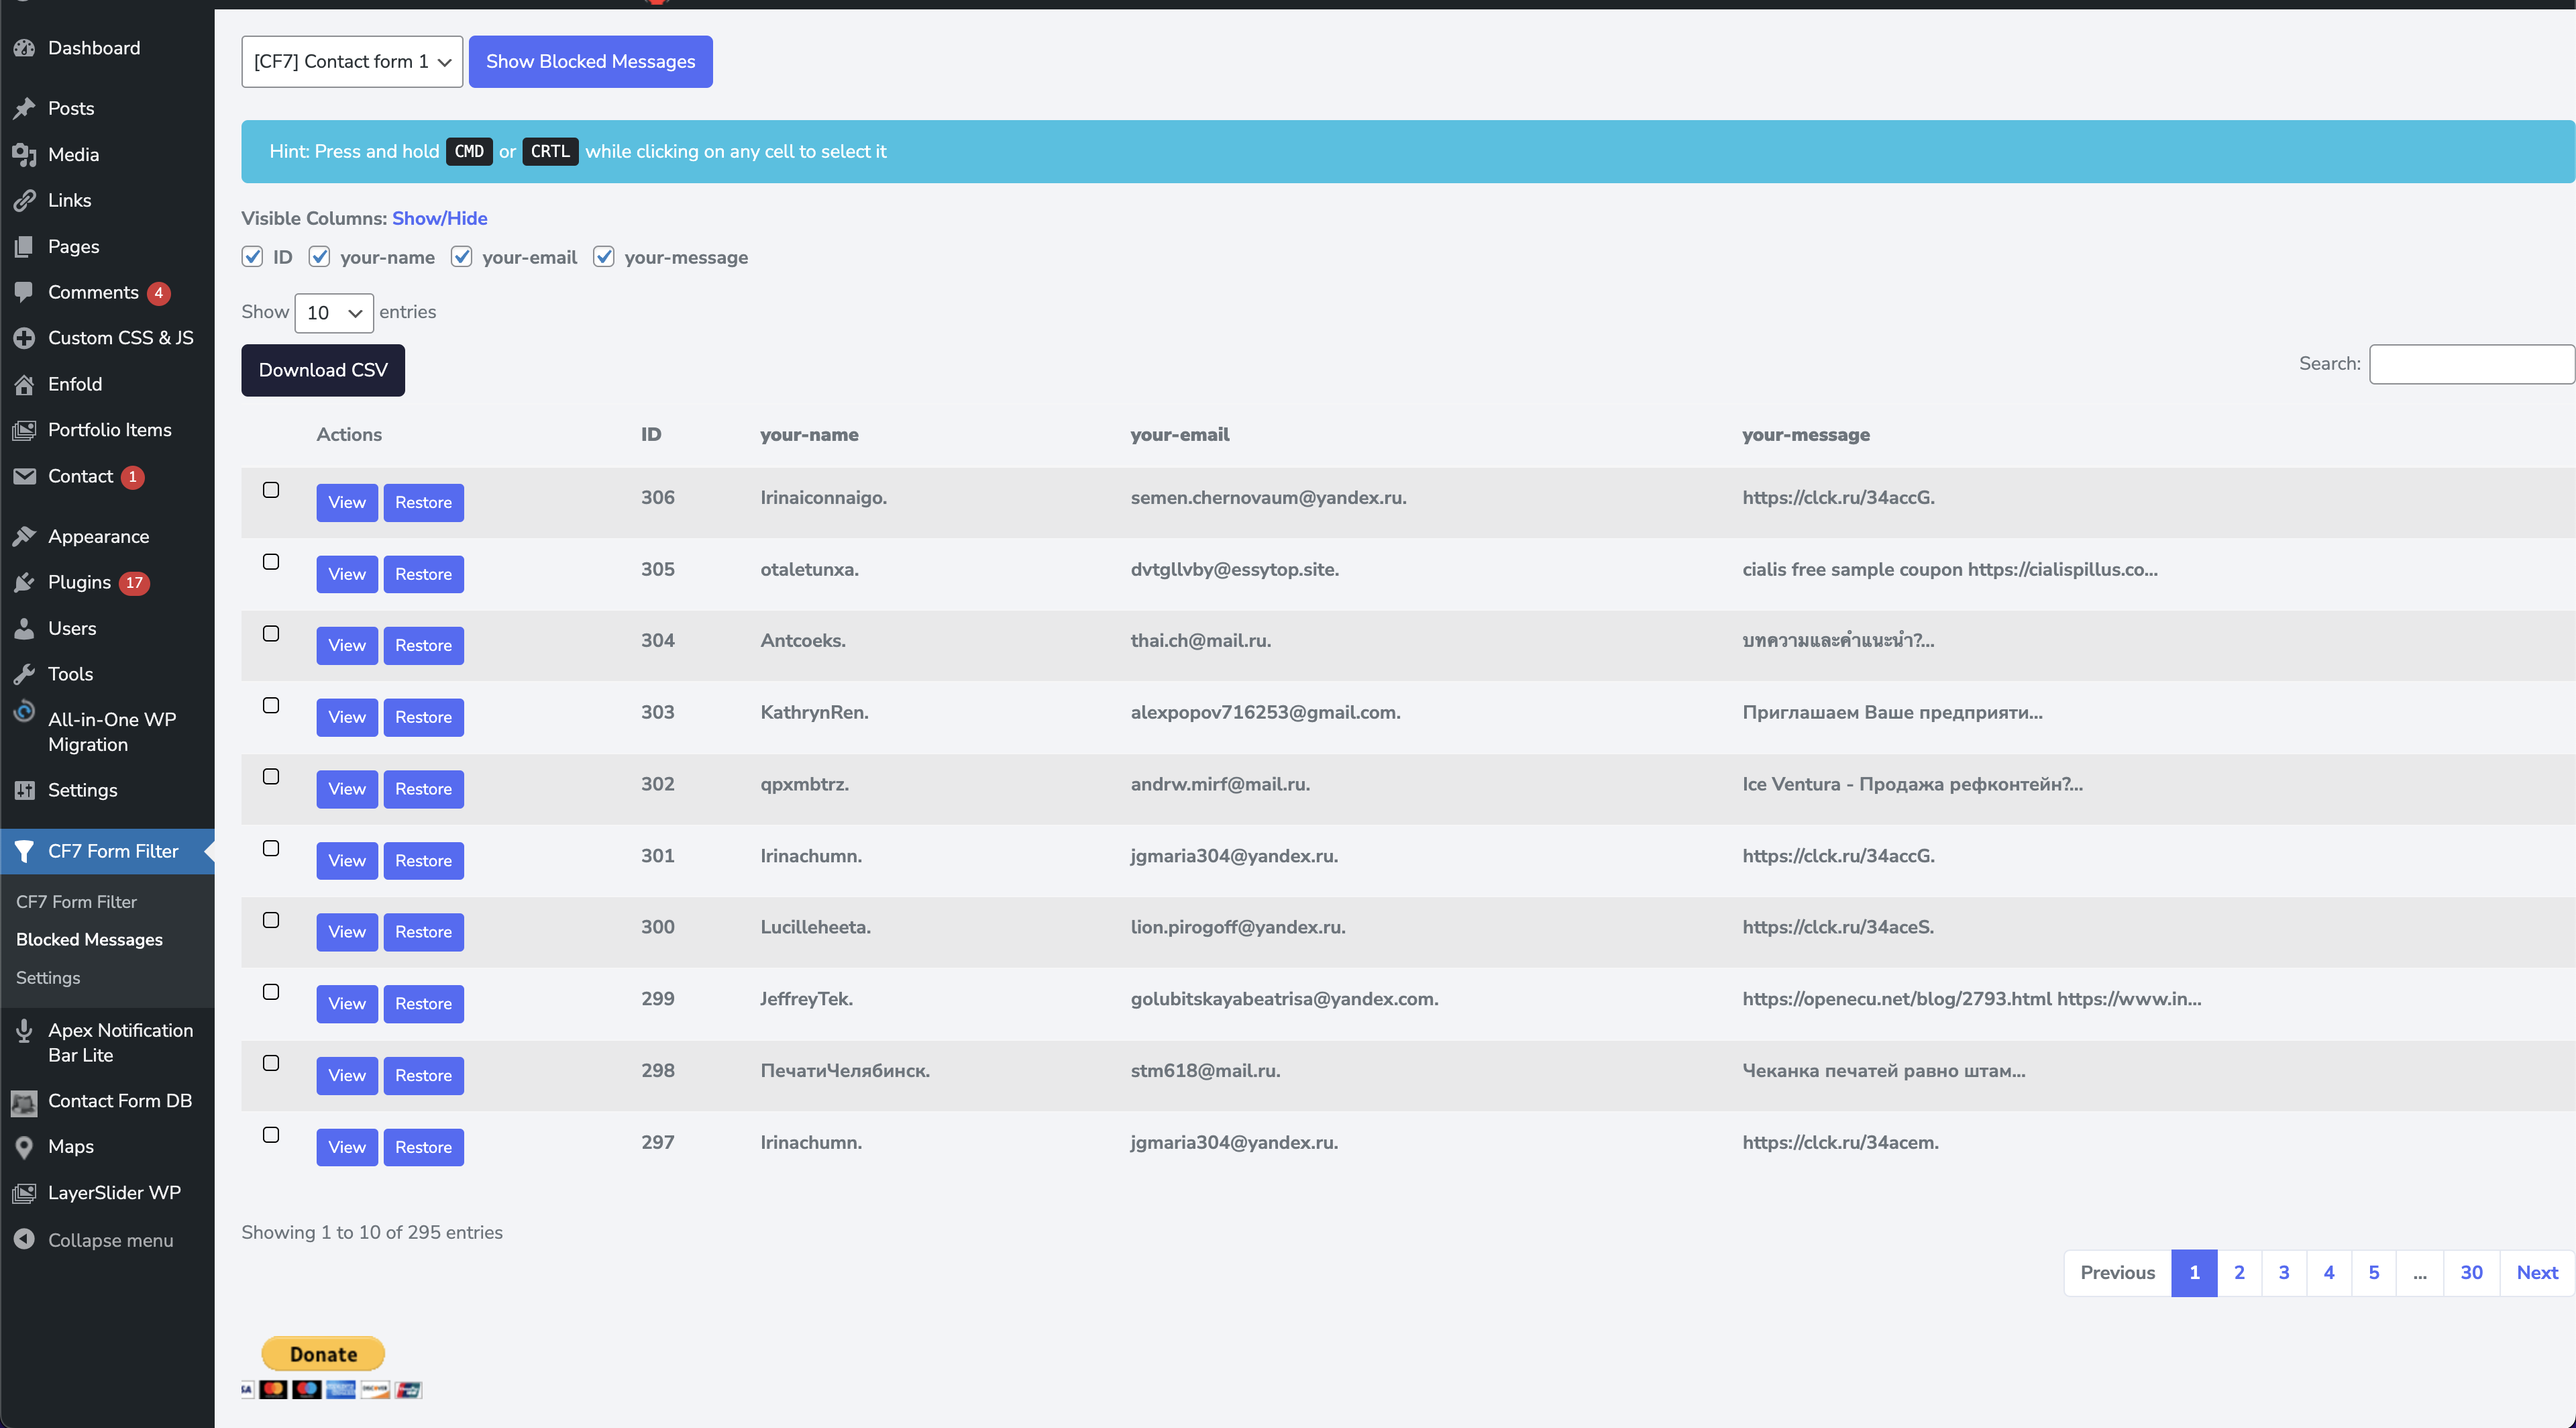 Dashboard
Posts
Media
Links
Pages
Comments 4
Custom CSS & JS
Enfold
Portfolio Items
Contact 1
Appearance
Plugins 17
Users
Tools
All-in-One WP
Migration
Settings
CF7 Form Filter
CF7 Form Filter
Blocked Messages
Settings
Apex Notification
Bar Lite
Contact Form DB
Maps
LayerSlider WP
Collapse menu
[CF7] Contact form 1 Show Blocked Messages
Hint: Press and hold CMD or CRTL while clicking on any cell to select it
Visible Columns: Show/Hide
ID your-name your-email your-message
Show 10 entries
Download CSV
Search:
Actions ID your-name your-email your-message
View Restore 306 Irinaiconnaigo. semen.chernovaum@yandex.ru. https://clck.ru/34accG.
View Restore 305 otaletunxa. dvtgllvby@essytop.site. cialis free sample coupon https://cialispillus.co...
View Restore 304 Antcoeks. thai.ch@mail.ru. บทความและคำแนะนำ?...
View Restore 303 KathrynRen. alexpopov716253@gmail.com. Приглашаем Ваше предприяти...
View Restore 302 qpxmbtrz. andrw.mirf@mail.ru. Ice Ventura - Продажа рефконтейн?...
View Restore 301 Irinachumn. jgmaria304@yandex.ru. https://clck.ru/34accG.
View Restore 300 Lucilleheeta. lion.pirogoff@yandex.ru. https://clck.ru/34aceS.
View Restore 299 JeffreyTek. golubitskayabeatrisa@yandex.com. https://openecu.net/blog/2793.html https://www.in...
View Restore 298 ПечатиЧелябинск. stm618@mail.ru. Чеканка печатей равно штам...
View Restore 297 Irinachumn. jgmaria304@yandex.ru. https://clck.ru/34acem.
Showing 1 to 10 of 295 entries
Previous 1 2 3 4 5 ... 30 Next
Donate